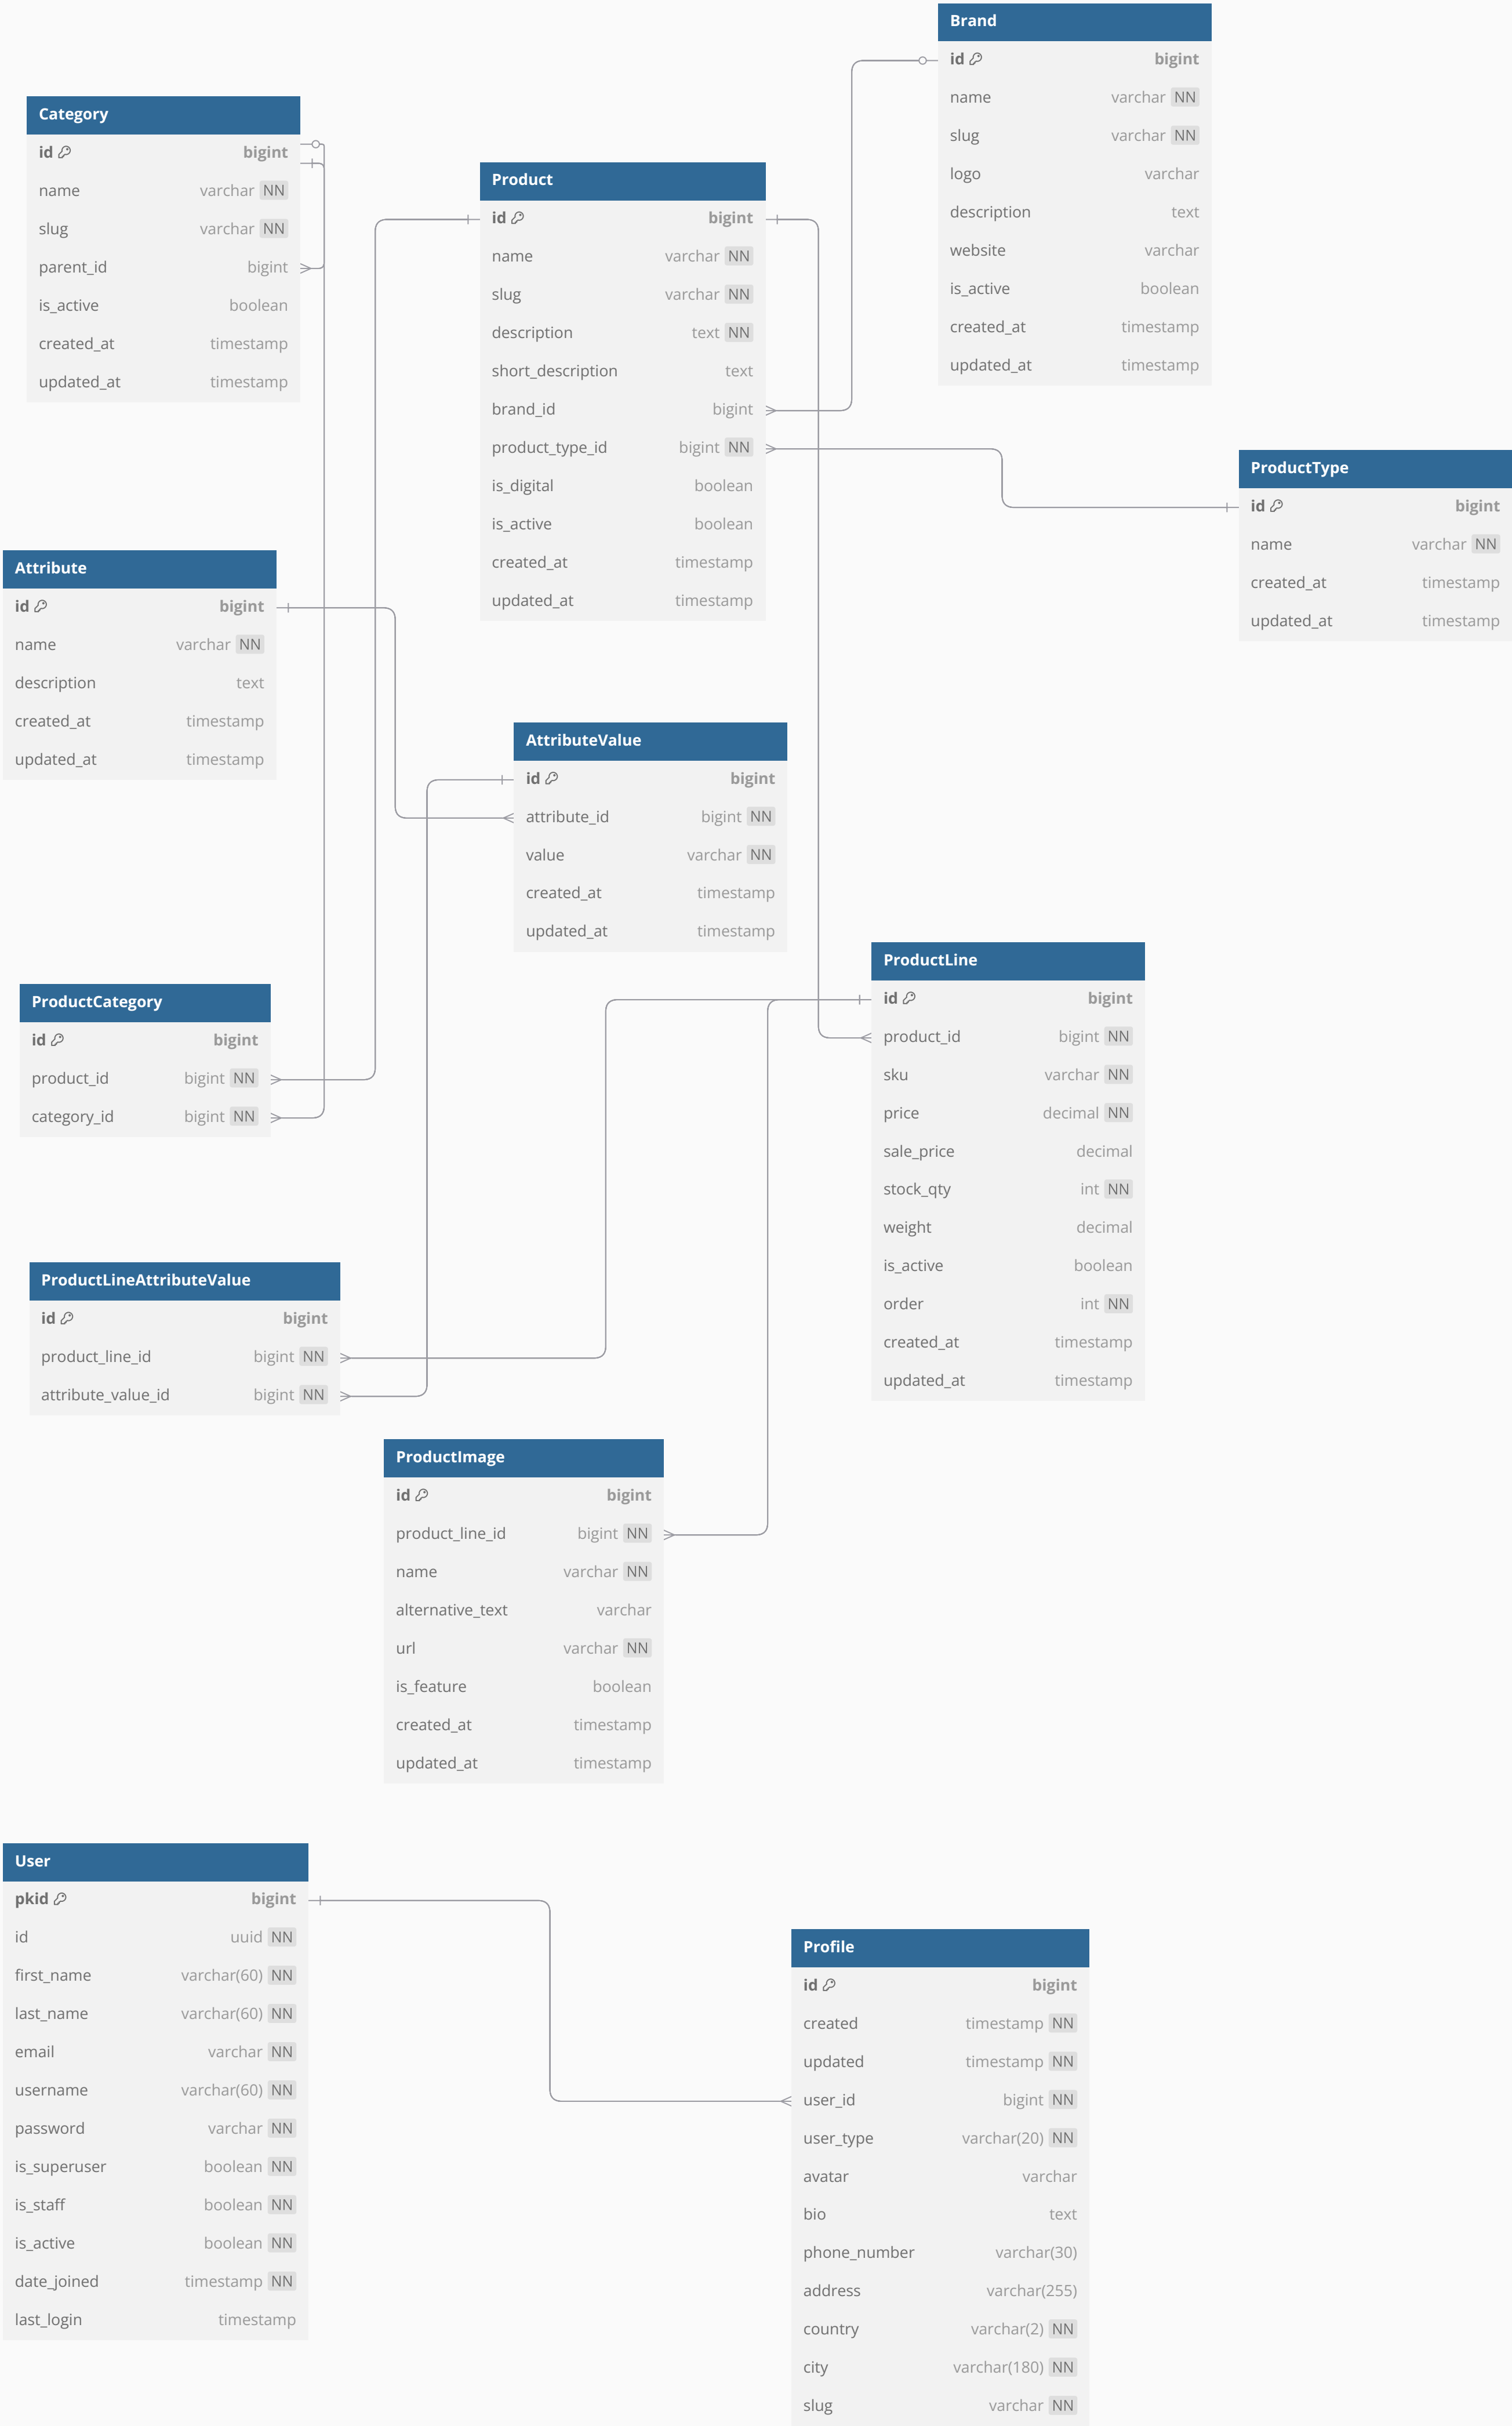 Brand
id bigint
name varchar NN
slug varchar NN
logo varchar
description text
website varchar
is_active boolean
created_at timestamp
updated_at timestamp
Category
id bigint
name varchar NN
slug varchar NN
parent_id bigint
is_active boolean
created_at timestamp
updated_at timestamp
Product
id bigint
name varchar NN
slug varchar NN
description text NN
short_description text
brand_id bigint
product_type_id bigint NN
is_digital boolean
is_active boolean
created_at timestamp
updated_at timestamp
ProductType
id bigint
name varchar NN
created_at timestamp
updated_at timestamp
Attribute
id bigint
name varchar NN
description text
created_at timestamp
updated_at timestamp
AttributeValue
id bigint
attribute_id bigint NN
value varchar NN
created_at timestamp
updated_at timestamp
ProductLine
id bigint
product_id bigint NN
sku varchar NN
price decimal NN
sale_price decimal
stock_qty int NN
weight decimal
is_active boolean
order int NN
created_at timestamp
updated_at timestamp
ProductCategory
id bigint
product_id bigint NN
category_id bigint NN
ProductLineAttributeValue
id bigint
product_line_id bigint NN
attribute_value_id bigint NN
ProductImage
id bigint
product_line_id bigint NN
name varchar NN
alternative_text varchar
url varchar NN
is_feature boolean
created_at timestamp
updated_at timestamp
User
pkid bigint
id uuid NN
first_name varchar(60) NN
last_name varchar(60) NN
email varchar NN
username varchar(60) NN
password varchar NN
is_superuser boolean NN
is_staff boolean NN
is_active boolean NN
date_joined timestamp NN
last_login timestamp
Profile
id bigint
created timestamp NN
updated timestamp NN
user_id bigint NN
user_type varchar(20) NN
avatar varchar
bio text
phone_number varchar(30)
address varchar(255)
country varchar(2) NN
city varchar(180) NN
slug varchar NN